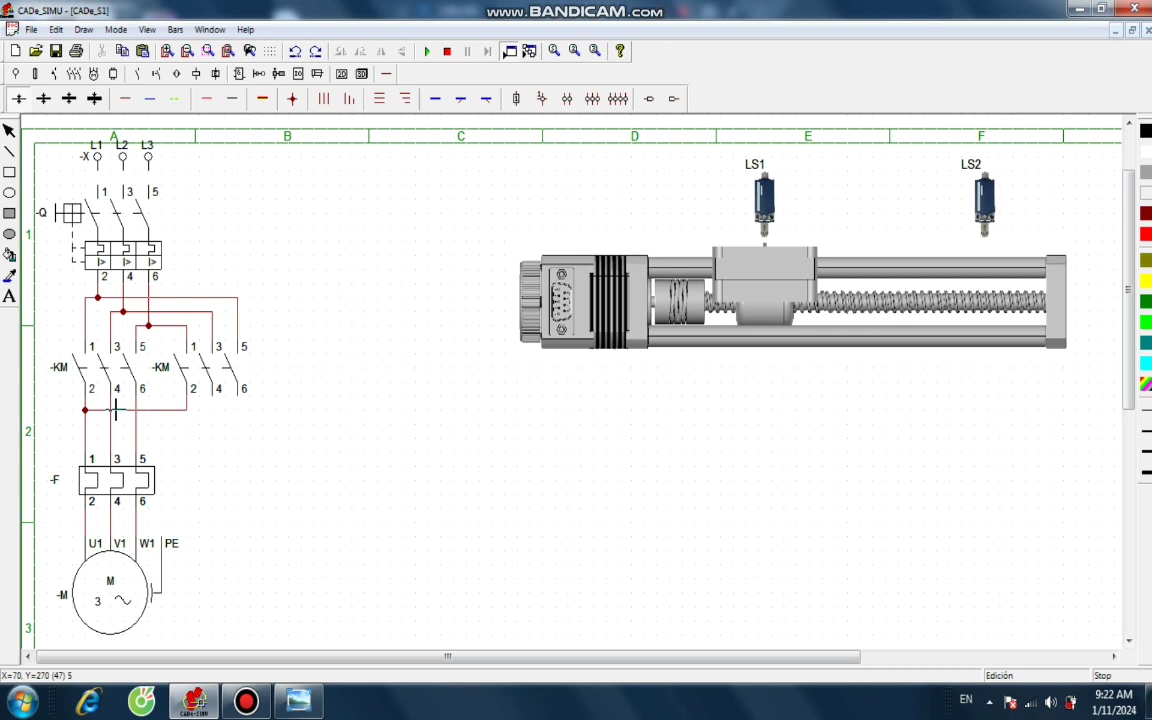 CADe_SIMU - [CADe_S1]
www.BANDICAM.com
File Edit Draw Mode View Bars Window Help
A B C D E F
L1 L2 L3
-X
LS1 LS2
1 3 5
-Q
1
I> I> I>
2 4 6
1 3 5 1 3 5
-KM -KM
2 4 6 2 4 6
2
1 3 5
-F
2 4 6
U1 V1 W1 PE
M
-M
3
3
X=70, Y=270 (47) 5
Edición
Stop
CADe-SIMU
EN
9:22 AM
1/11/2024